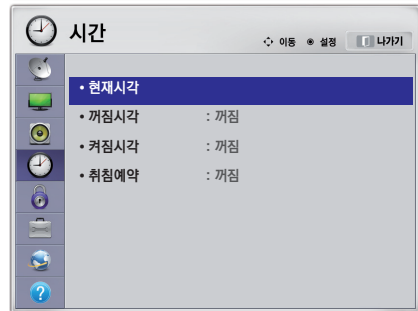 시간
이동 설정 나가기
• 현재시각
• 꺼짐시각 : 꺼짐
• 켜짐시각 : 꺼짐
• 취침예약 : 꺼짐
?